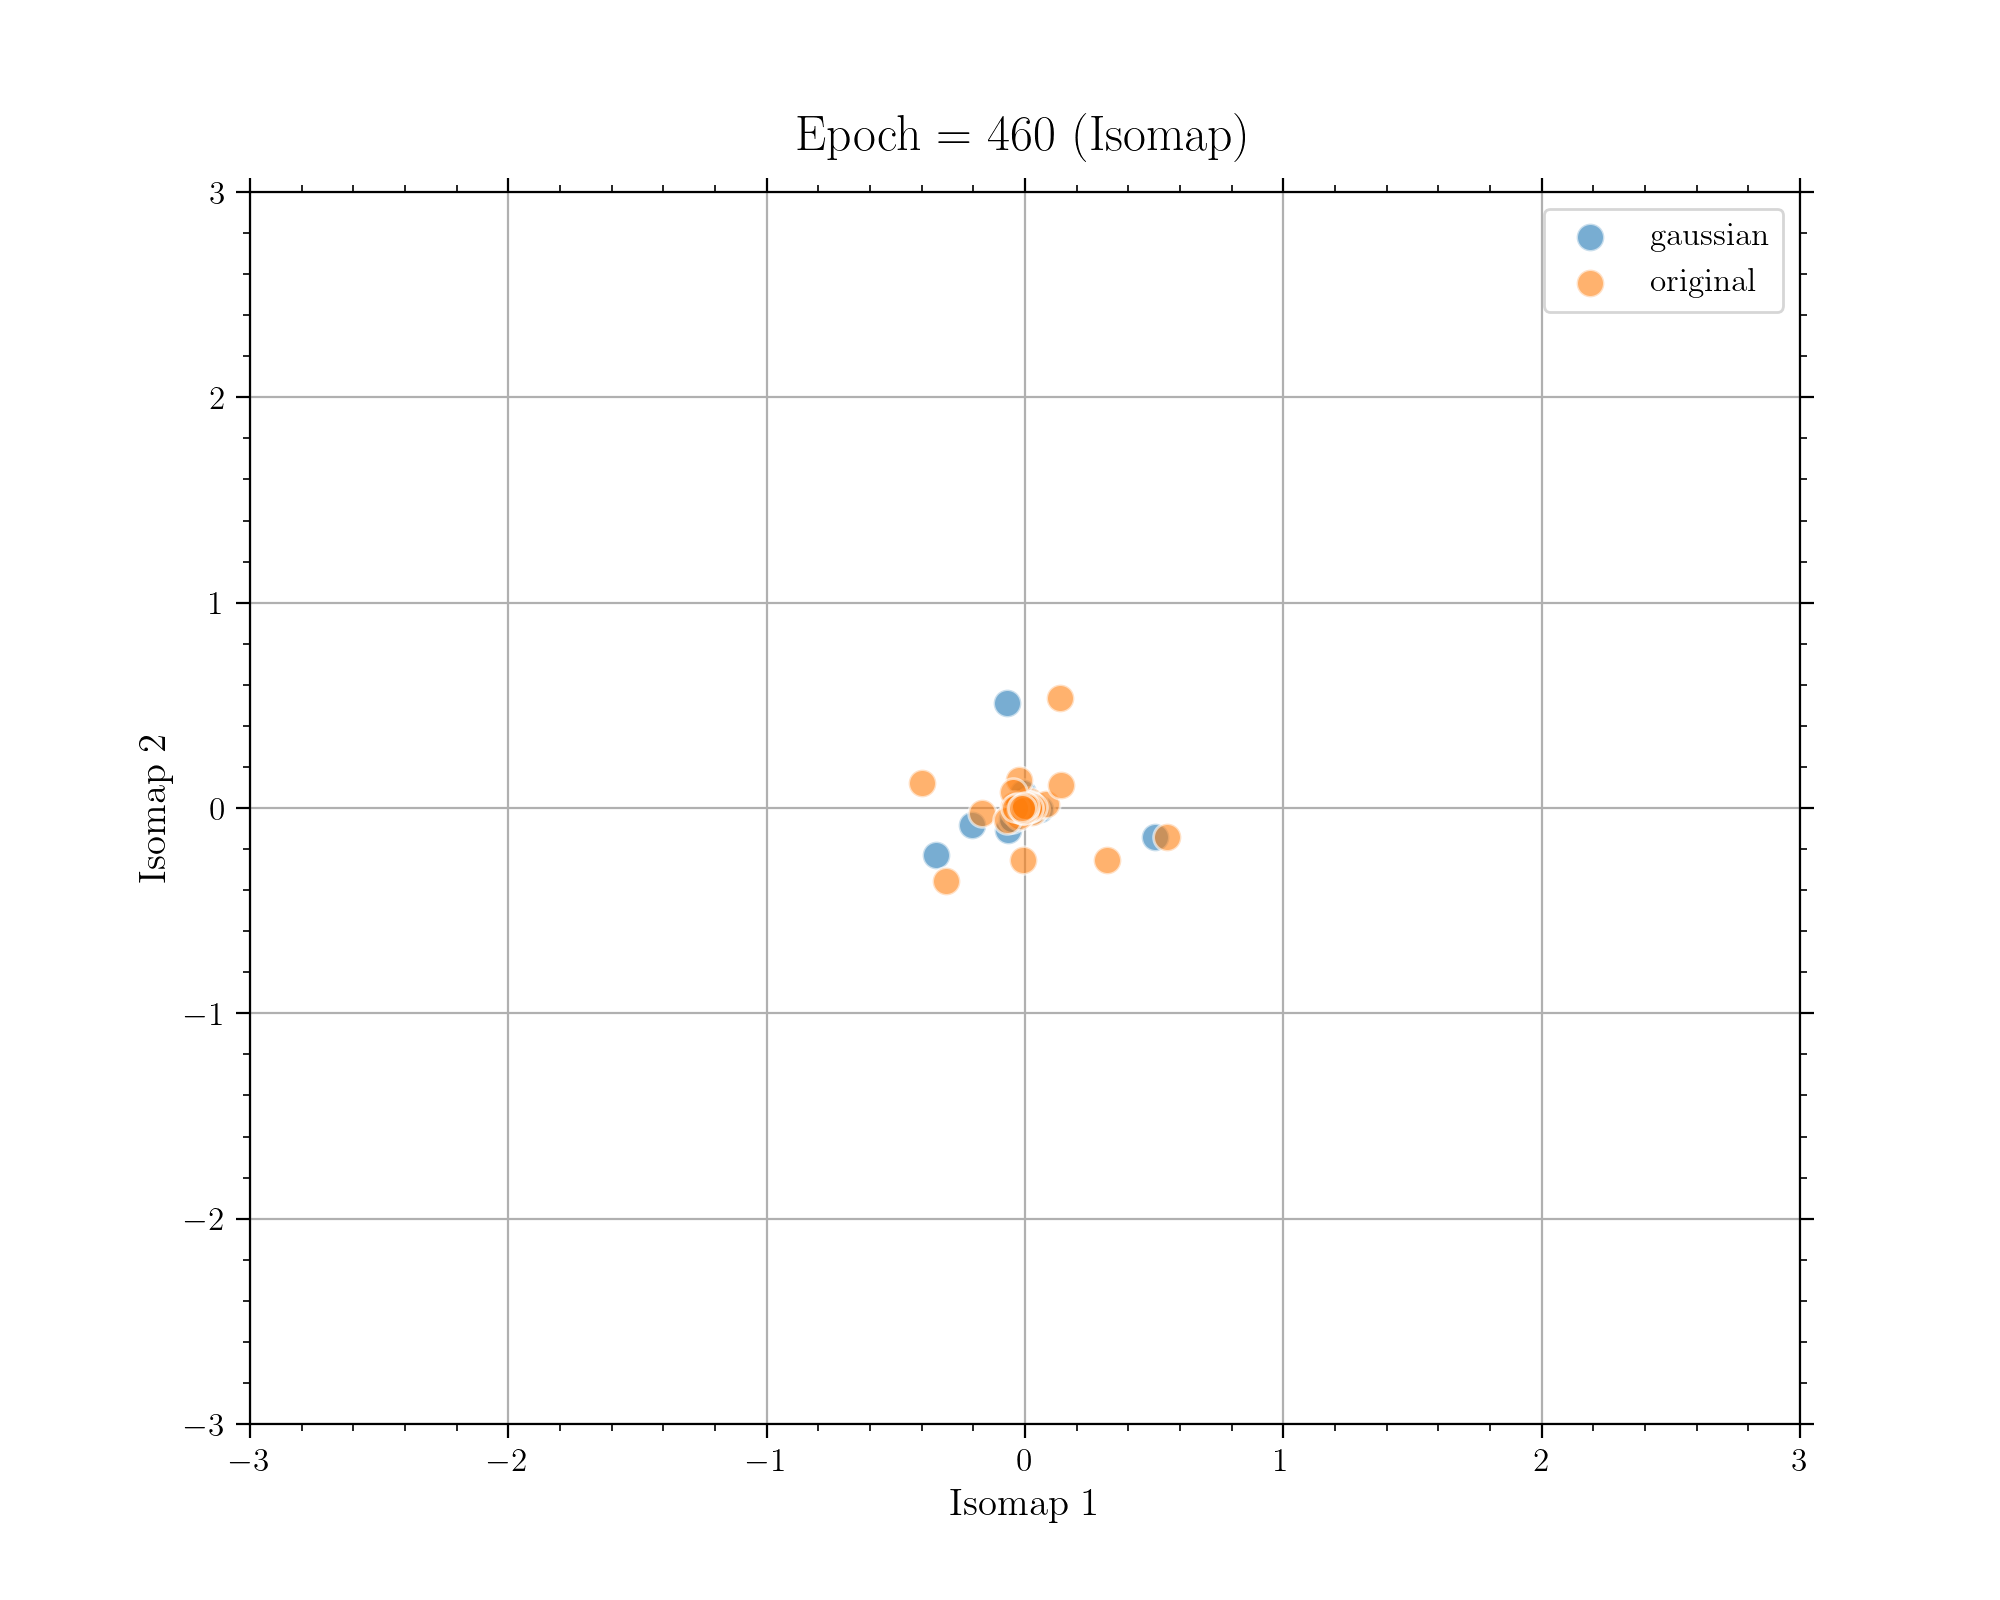 Epoch = 460 (Isomap)
gaussian
original
3
2
1
0
−1
−2
−3
Isomap 2
−3 −2 −1 0 1 2 3
Isomap 1